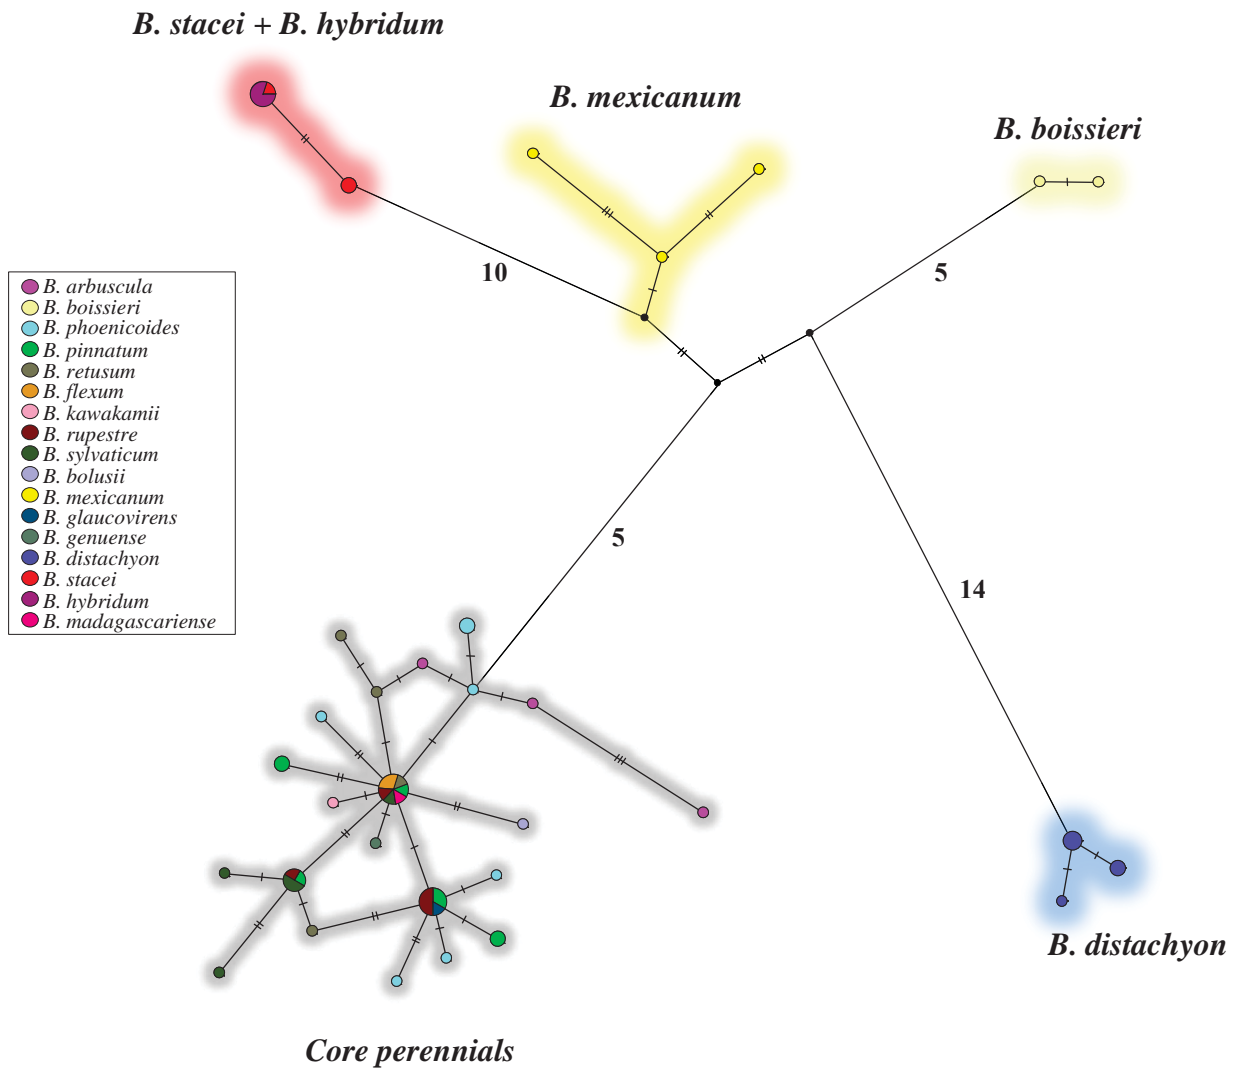 B. stacei + B. hybridum
B. mexicanum
B. boissieri
10
5
B. arbuscula
B. boissieri
B. phoenicoides
B. pinnatum
B. retusum
B. flexum
B. kawakamii
B. rupestre
B. sylvaticum
B. bolusii
B. mexicanum
B. glaucovirens
B. genuense
B. distachyon
B. stacei
B. hybridum
B. madagascariense
5
14
B. distachyon
Core perennials